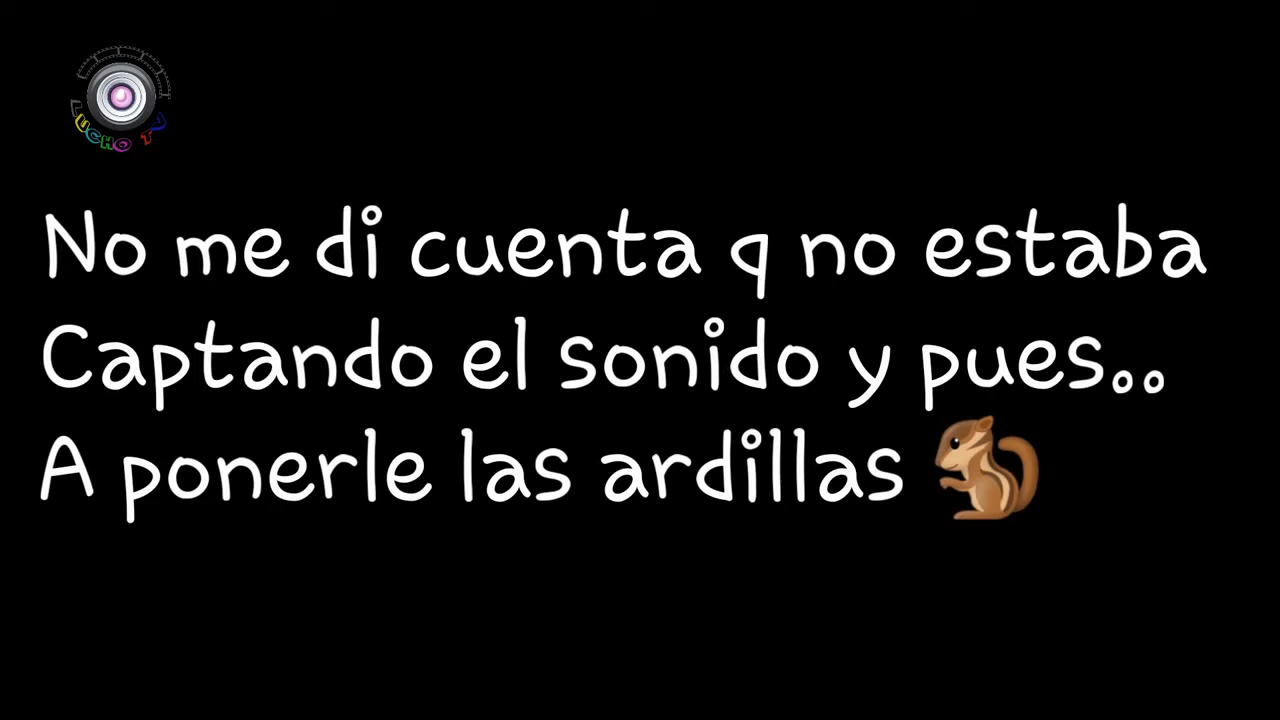 LUCHO TV
No me di cuenta q no estaba
Captando el sonido y pues..
A ponerle las ardillas 🐿️